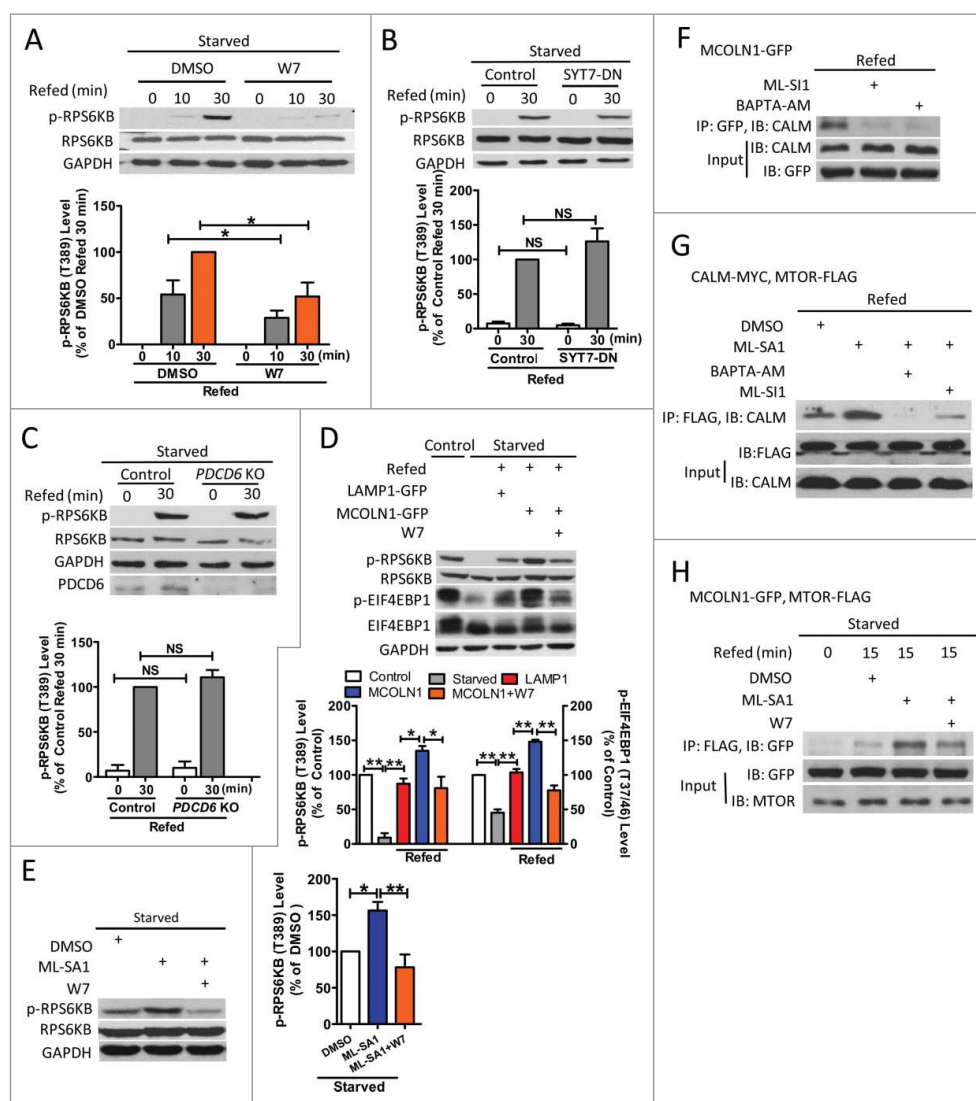 A
Starved
DMSO W7
Refed (min) 0 10 30 0 10 30
p-RPS6KB
RPS6KB
GAPDH
p-RPS6KB (T389) Level
(% of DMSO Refed 30 min)
150
100
50
0
* *
0 10 30 0 10 30 (min)
DMSO W7
Refed
B
Starved
Control SYT7-DN
Refed (min) 0 30 0 30
p-RPS6KB
RPS6KB
GAPDH
p-RPS6KB (T389) Level
(% of Control Refed 30 min)
200
150
100
50
0
NS
NS
0 30 0 30 (min)
Control SYT7-DN
Refed
C
Starved
Control PDCD6 KO
Refed (min) 0 30 0 30
p-RPS6KB
RPS6KB
GAPDH
PDCD6
p-RPS6KB (T389) Level
(% of Control Refed 30 min)
200
150
100
50
0
NS
NS
0 30 0 30 (min)
Control PDCD6 KO
Refed
D
Control Starved
Refed + + +
LAMP1-GFP +
MCOLN1-GFP + +
W7 +
p-RPS6KB
RPS6KB
p-EIF4EBP1
EIF4EBP1
GAPDH
Control Starved LAMP1
MCOLN1 MCOLN1+W7
p-RPS6KB (T389) Level
(% of Control)
200
150
100
50
0
** ** * *
** ** ** **
Refed Refed
200
150
100
50
0
p-EIF4EBP1 (T37/46) Level
(% of Control)
E
Starved
DMSO +
ML-SA1 + +
W7 +
p-RPS6KB
RPS6KB
GAPDH
p-RPS6KB (T389) Level
(% of DMSO )
200
150
100
50
0
* **
DMSO
ML-SA1
ML-SA1+W7
Starved
F
MCOLN1-GFP
Refed
ML-SI1 +
BAPTA-AM +
IP: GFP, IB: CALM
Input
IB: CALM
IB: GFP
G
CALM-MYC, MTOR-FLAG
Refed
DMSO +
ML-SA1 + + +
BAPTA-AM +
ML-SI1 +
IP: FLAG, IB: CALM
Input
IB:FLAG
IB: CALM
H
MCOLN1-GFP, MTOR-FLAG
Starved
Refed (min) 0 15 15 15
DMSO +
ML-SA1 + +
W7 +
IP: FLAG, IB: GFP
Input
IB: GFP
IB: MTOR